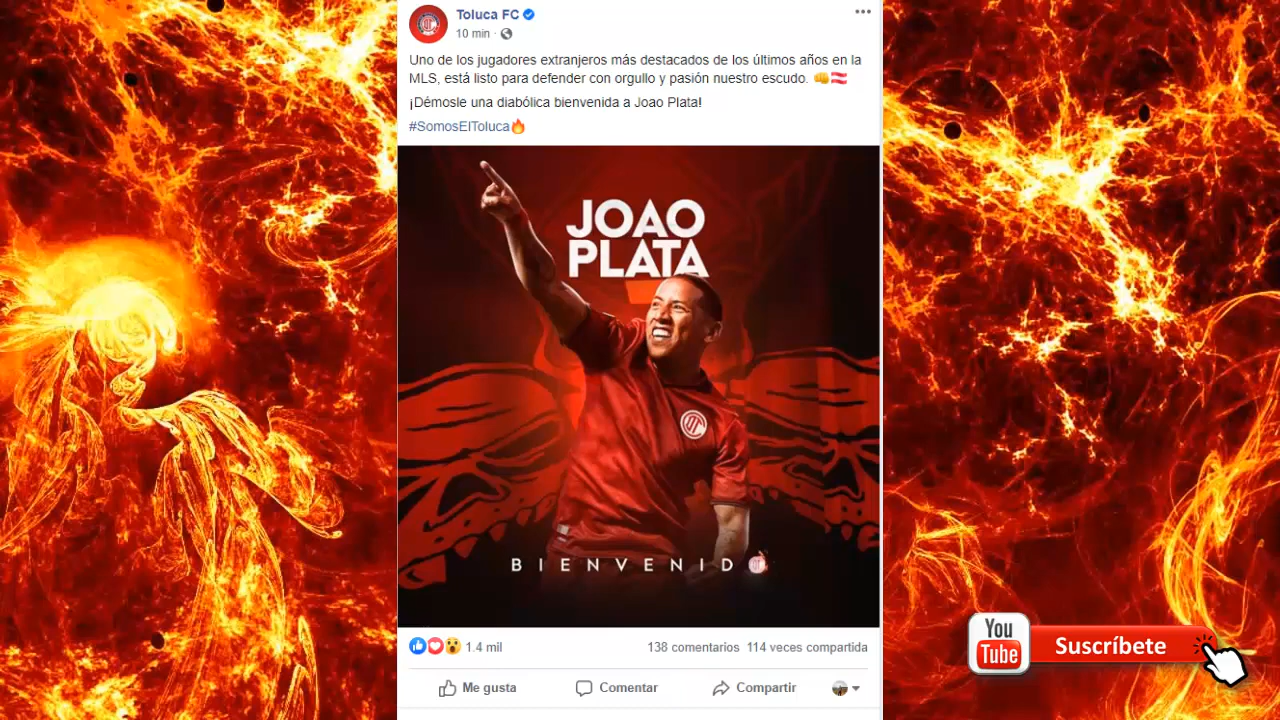 Toluca FC
10 min ·
Uno de los jugadores extranjeros más destacados de los últimos años en la
MLS, está listo para defender con orgullo y pasión nuestro escudo. 👊🇦🇹
¡Démosle una diabólica bienvenida a Joao Plata!
#SomosElToluca🔥
JOAO
PLATA
BIENVENIDO
1.4 mil
138 comentarios 114 veces compartida
Me gusta Comentar Compartir
You
Tube
Suscríbete